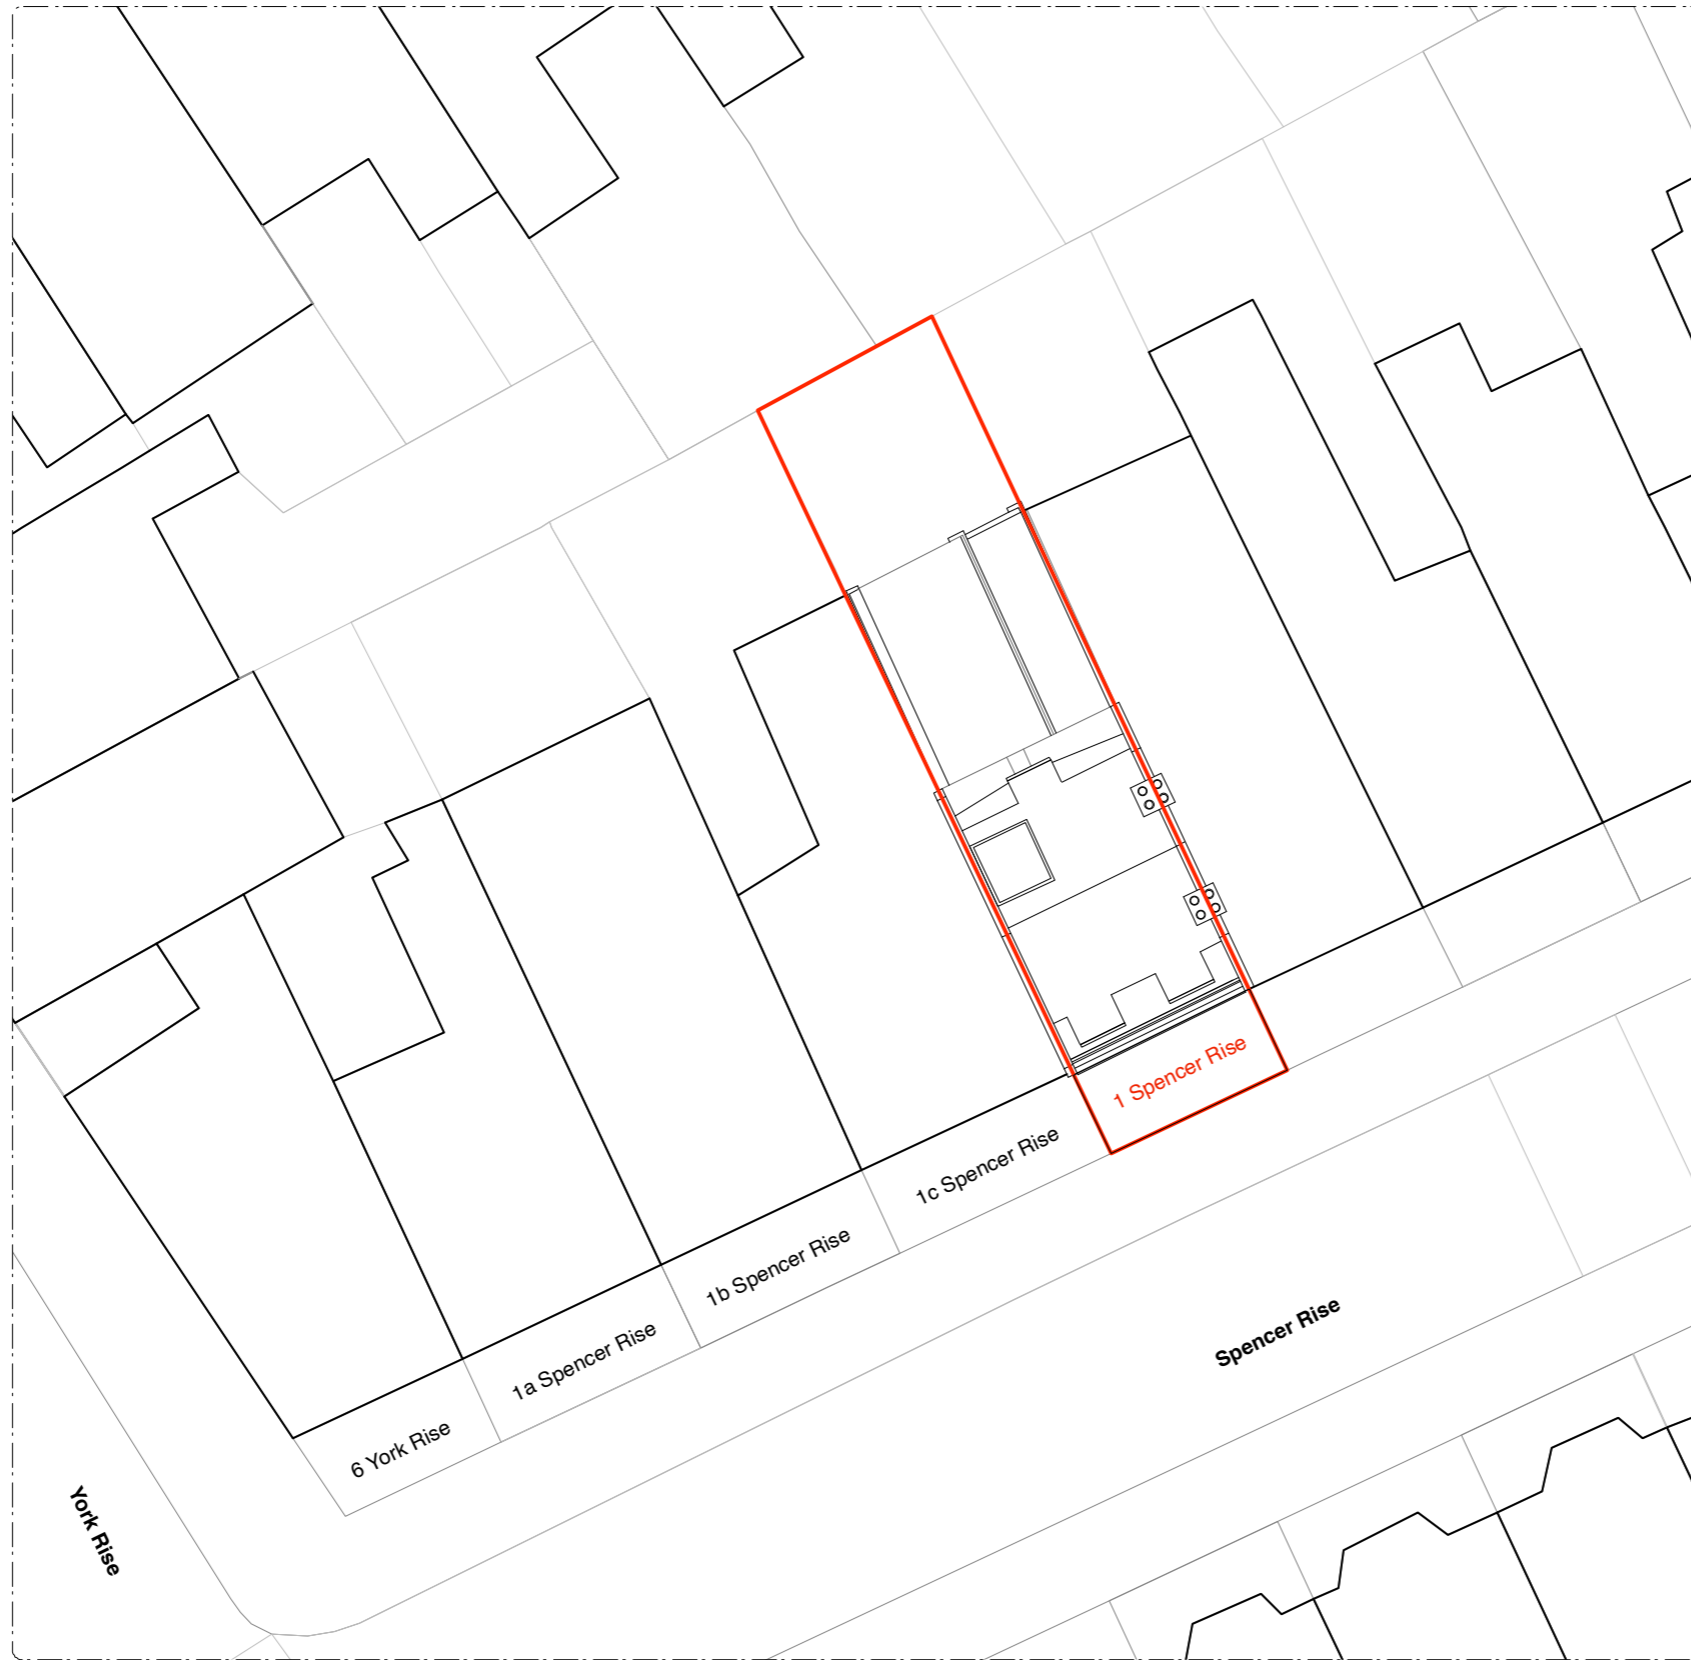 1 Spencer Rise
1c Spencer Rise
1b Spencer Rise
1a Spencer Rise
6 York Rise
Spencer Rise
York Rise